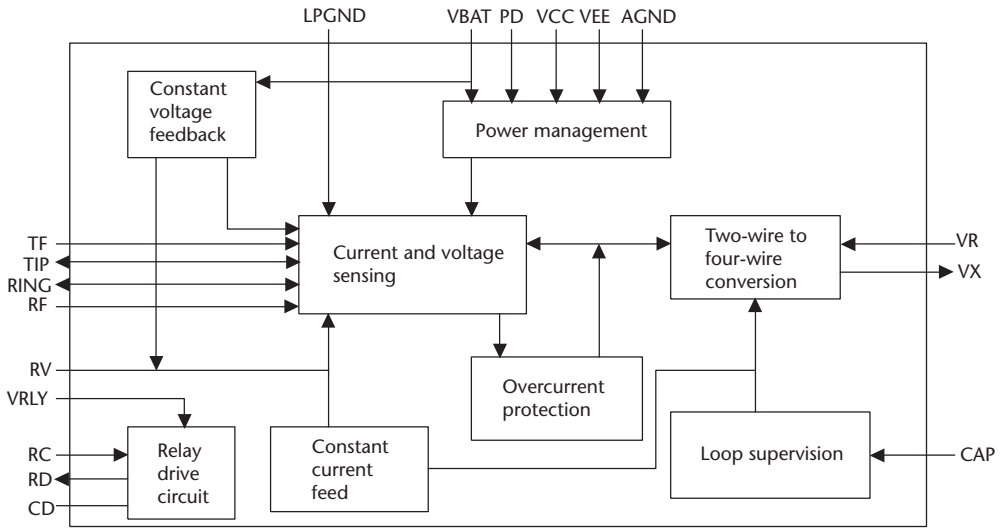 LPGND
VBAT
PD
VCC
VEE
AGND
Constant
voltage
feedback
Power management
Current and voltage
sensing
Two-wire to
four-wire
conversion
TF
TIP
RING
RF
VR
VX
RV
VRLY
Overcurrent
protection
RC
RD
CD
Relay
drive
circuit
Constant
current
feed
Loop supervision
CAP